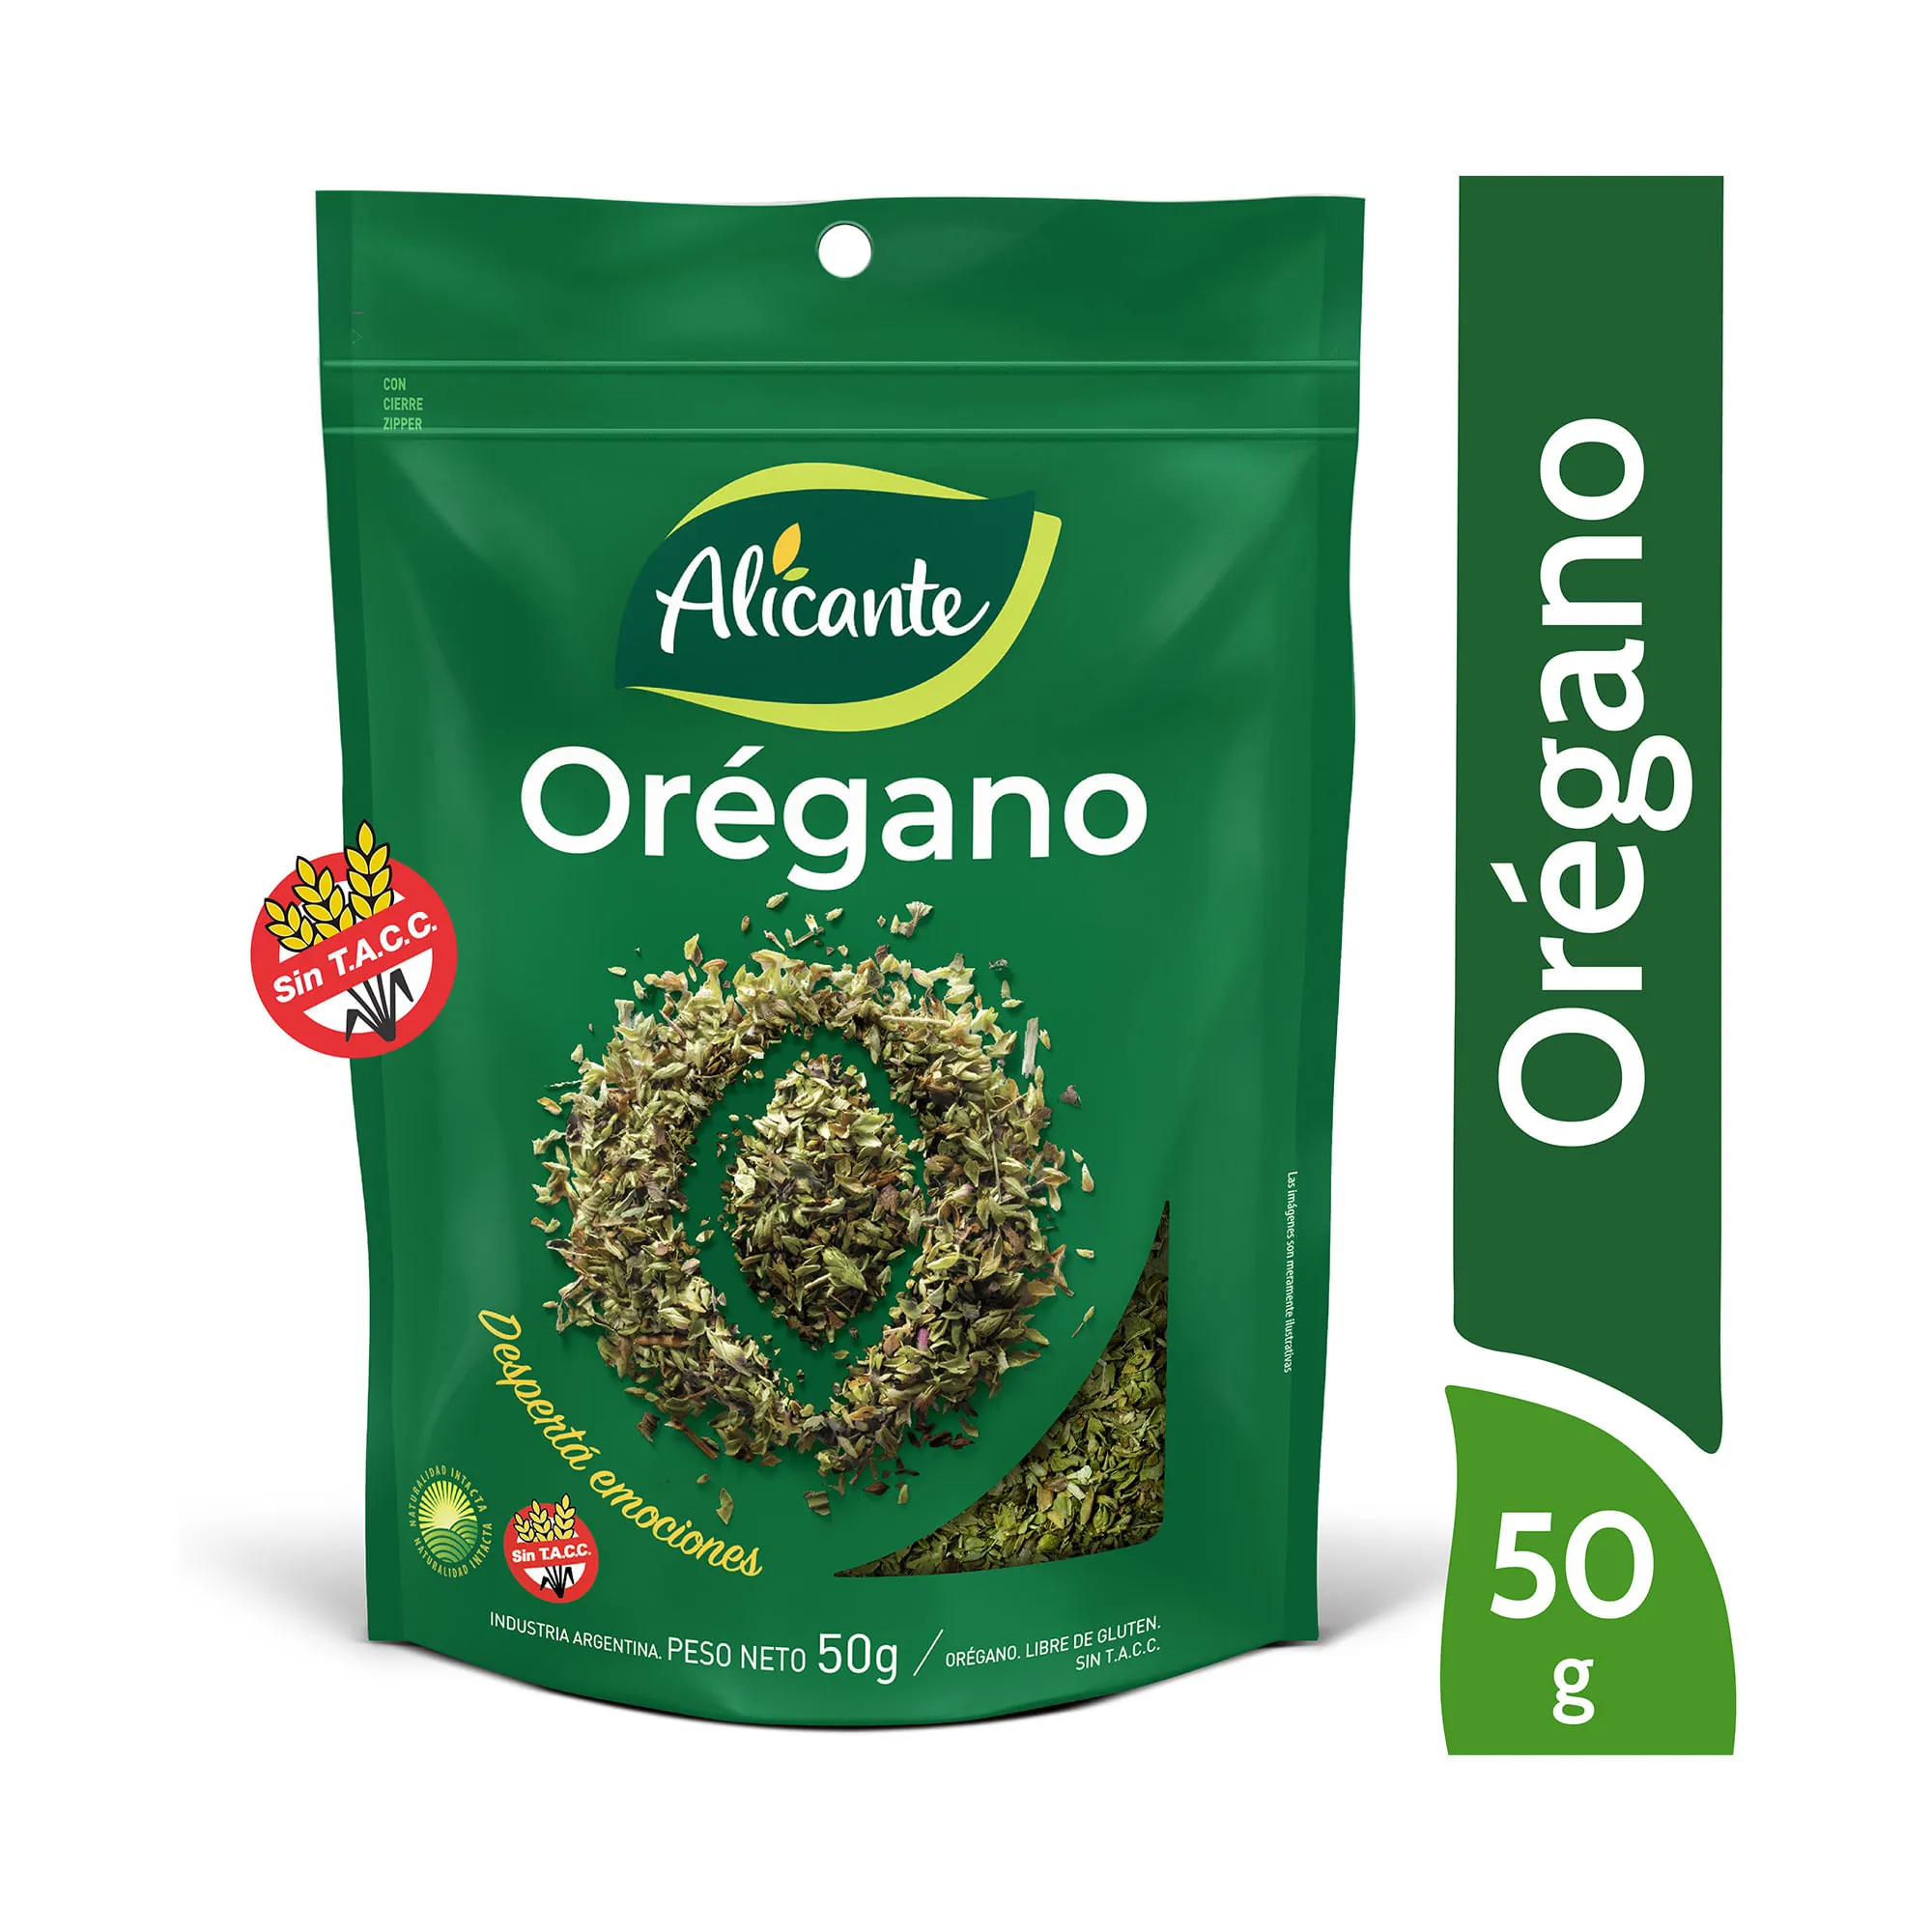 CON
CIERRE
ZIPPER
Alicante
Orégano
Sin T.A.C.C.
Las imágenes son meramente ilustrativas
Despertá emociones
NATURALIDAD INTACTA
NATURALIDAD INTACTA
Sin T.A.C.C.
INDUSTRIA ARGENTINA. PESO NETO 50g / ORÉGANO. LIBRE DE GLUTEN.
SIN T.A.C.C.
Orégano
50
g